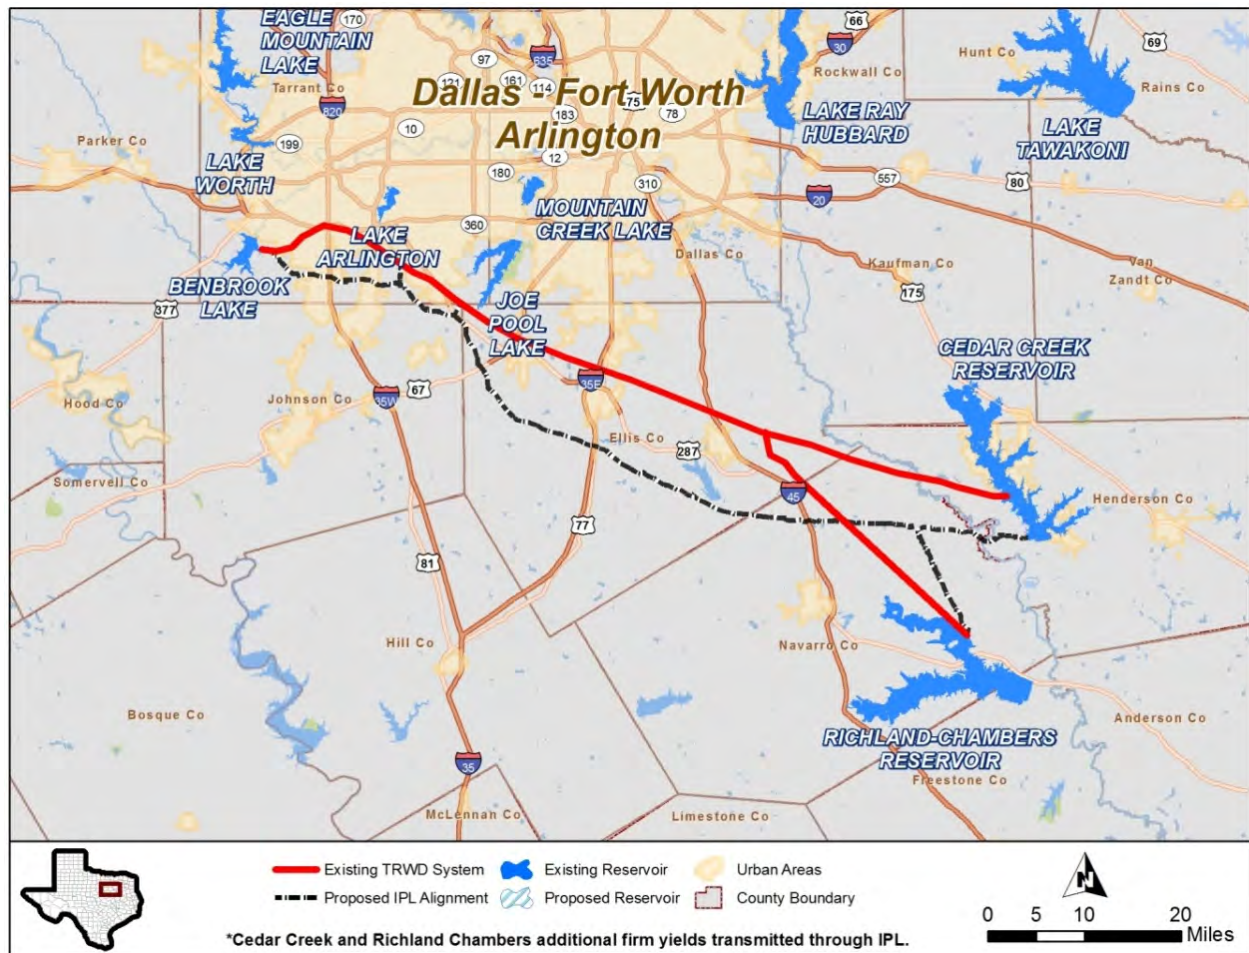 EAGLE
MOUNTAIN
LAKE
170
Tarrant Co
820
97
121
161
114
635
183
75
78
66
30
Rockwall Co
Hunt Co
69
Rains Co
Dallas - Fort Worth
Arlington
LAKE RAY
HUBBARD
LAKE
TAWAKONI
Parker Co
199
10
12
180
310
557
80
20
LAKE
WORTH
MOUNTAIN
CREEK LAKE
360
LAKE
ARLINGTON
Dallas Co
Kaufman Co
175
Van
Zandt Co
BENBROOK
LAKE
377
JOE
POOL
LAKE
CEDAR CREEK
RESERVOIR
Hood Co
Johnson Co
35W
67
35E
Ellis Co
287
Somervell Co
45
Henderson Co
77
81
Hill Co
Navarro Co
Bosque Co
RICHLAND-CHAMBERS
RESERVOIR
Anderson Co
Freestone Co
35
McLennan Co
Limestone Co
Existing TRWD System
Existing Reservoir
Urban Areas
Proposed IPL Alignment
Proposed Reservoir
County Boundary
N
0 5 10 20
Miles
*Cedar Creek and Richland Chambers additional firm yields transmitted through IPL.